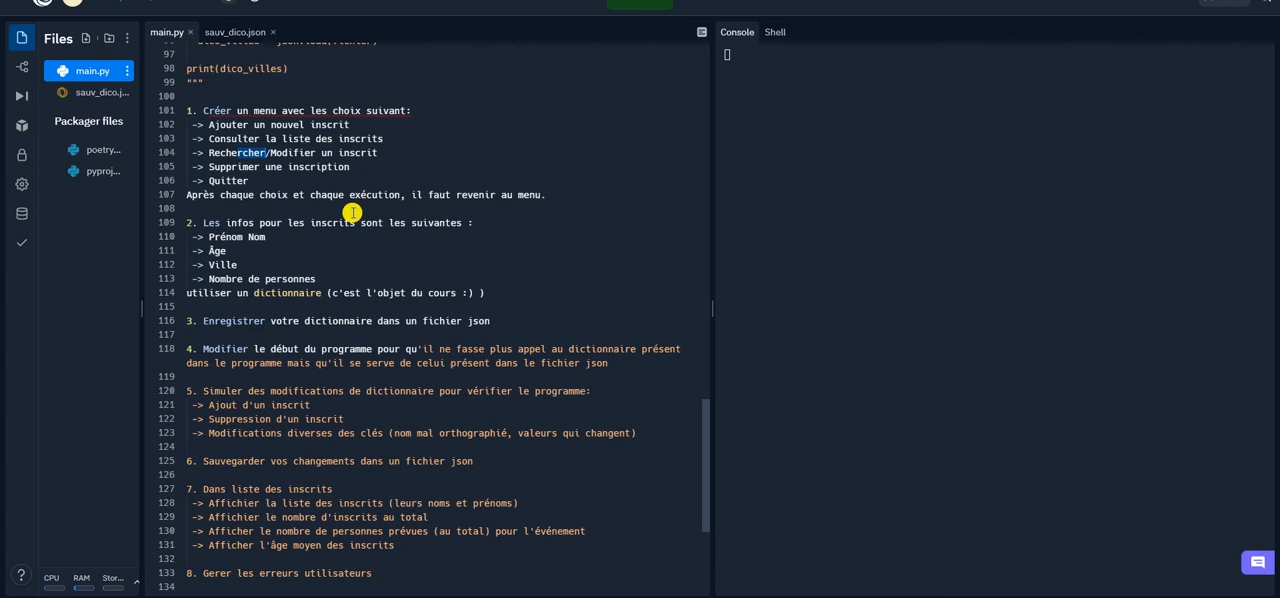 Files
main.py
sauv_dico.j...
Packager files
poetry...
pyproj...
CPU RAM Stor...
main.py × sauv_dico.json ×
97
98 print(dico_villes)
99 """
100
101 1. Créer un menu avec les choix suivant:
102 -> Ajouter un nouvel inscrit
103 -> Consulter la liste des inscrits
104 -> Rechercher/Modifier un inscrit
105 -> Supprimer une inscription
106 -> Quitter
107 Après chaque choix et chaque exécution, il faut revenir au menu.
108
109 2. Les infos pour les inscrits sont les suivantes :
110 -> Prénom Nom
111 -> Âge
112 -> Ville
113 -> Nombre de personnes
114 utiliser un dictionnaire (c'est l'objet du cours :) )
115
116 3. Enregistrer votre dictionnaire dans un fichier json
117
118 4. Modifier le début du programme pour qu'il ne fasse plus appel au dictionnaire présent
dans le programme mais qu'il se serve de celui présent dans le fichier json
119
120 5. Simuler des modifications de dictionnaire pour vérifier le programme:
121 -> Ajout d'un inscrit
122 -> Suppression d'un inscrit
123 -> Modifications diverses des clés (nom mal orthographié, valeurs qui changent)
124
125 6. Sauvegarder vos changements dans un fichier json
126
127 7. Dans liste des inscrits
128 -> Affichier la liste des inscrits (leurs noms et prénoms)
129 -> Affichier le nombre d'inscrits au total
130 -> Afficher le nombre de personnes prévues (au total) pour l'événement
131 -> Afficher l'âge moyen des inscrits
132
133 8. Gerer les erreurs utilisateurs
134
Console Shell